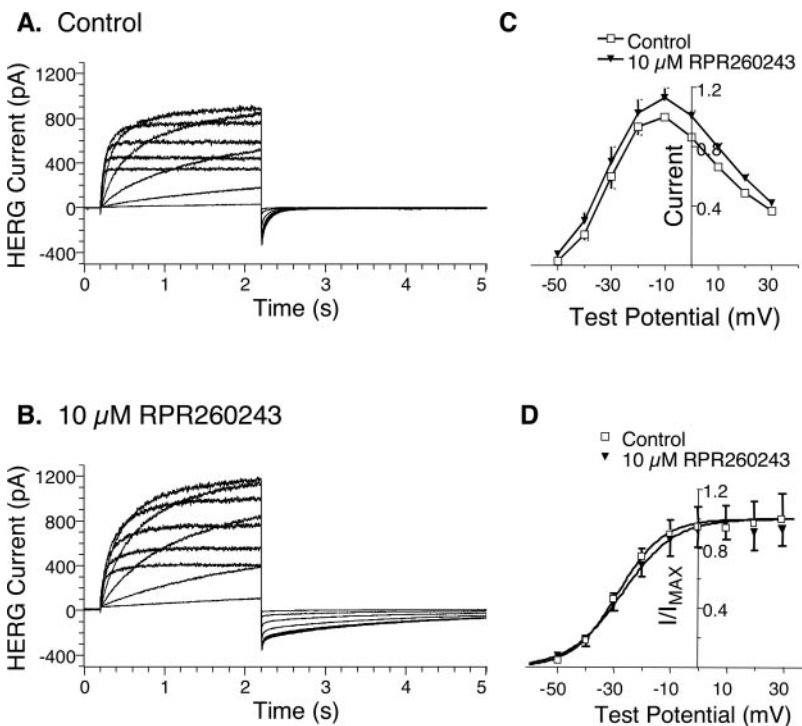 A. Control
HERG Current (pA)
1200
800
400
0
-400
0 1 2 3 4 5
Time (s)
C
Control
10 µM RPR260243
1.2
0.8
0.4
Current
-50 -30 -10 10 30
Test Potential (mV)
B. 10 µM RPR260243
HERG Current (pA)
1200
800
400
0
-400
0 1 2 3 4 5
Time (s)
D
Control
10 µM RPR260243
1.2
0.8
0.4
I/IMAX
-50 -30 -10 10 30
Test Potential (mV)